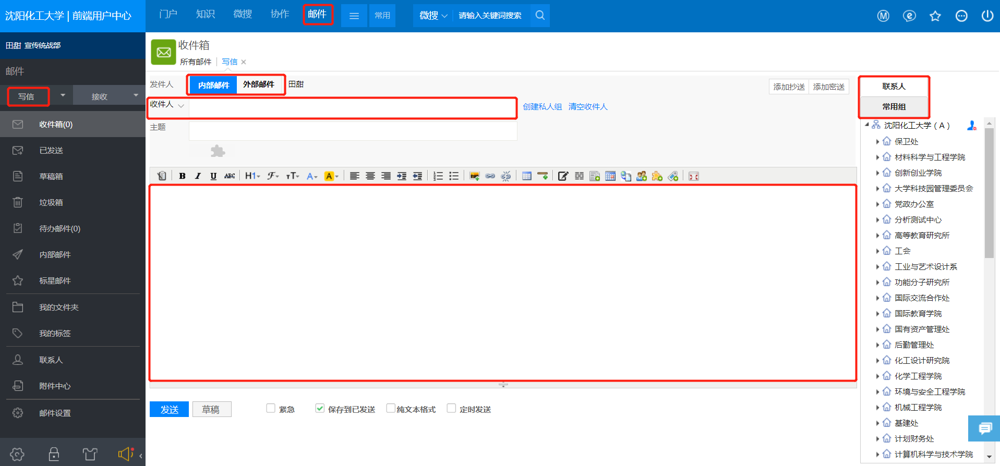 沈阳化工大学 | 前端用户中心
门户 知识 微搜 协作 邮件 常用 微搜 请输入关键词搜索
田甜 宣传统战部
邮件
写信 接收
收件箱(0)
已发送
草稿箱
垃圾箱
待办邮件(0)
内部邮件
标星邮件
我的文件夹
我的标签
联系人
附件中心
邮件设置
收件箱
所有邮件 写信
发件人 内部邮件 外部邮件 田甜 添加抄送 添加密送
收件人 创建私人组 清空收件人
主题
B I U ABC H1 F TT A A
发送 草稿 紧急 保存到已发送 纯文本格式 定时发送
联系人
常用组
沈阳化工大学（A）
保卫处
材料科学与工程学院
创新创业学院
大学科技园管理委员会
党政办公室
分析测试中心
高等教育研究所
工会
工业与艺术设计系
功能分子研究所
国际交流合作处
国际教育学院
国有资产管理处
后勤管理处
化工设计研究院
化学工程学院
环境与安全工程学院
机械工程学院
基建处
计划财务处
计算机科学与技术学院